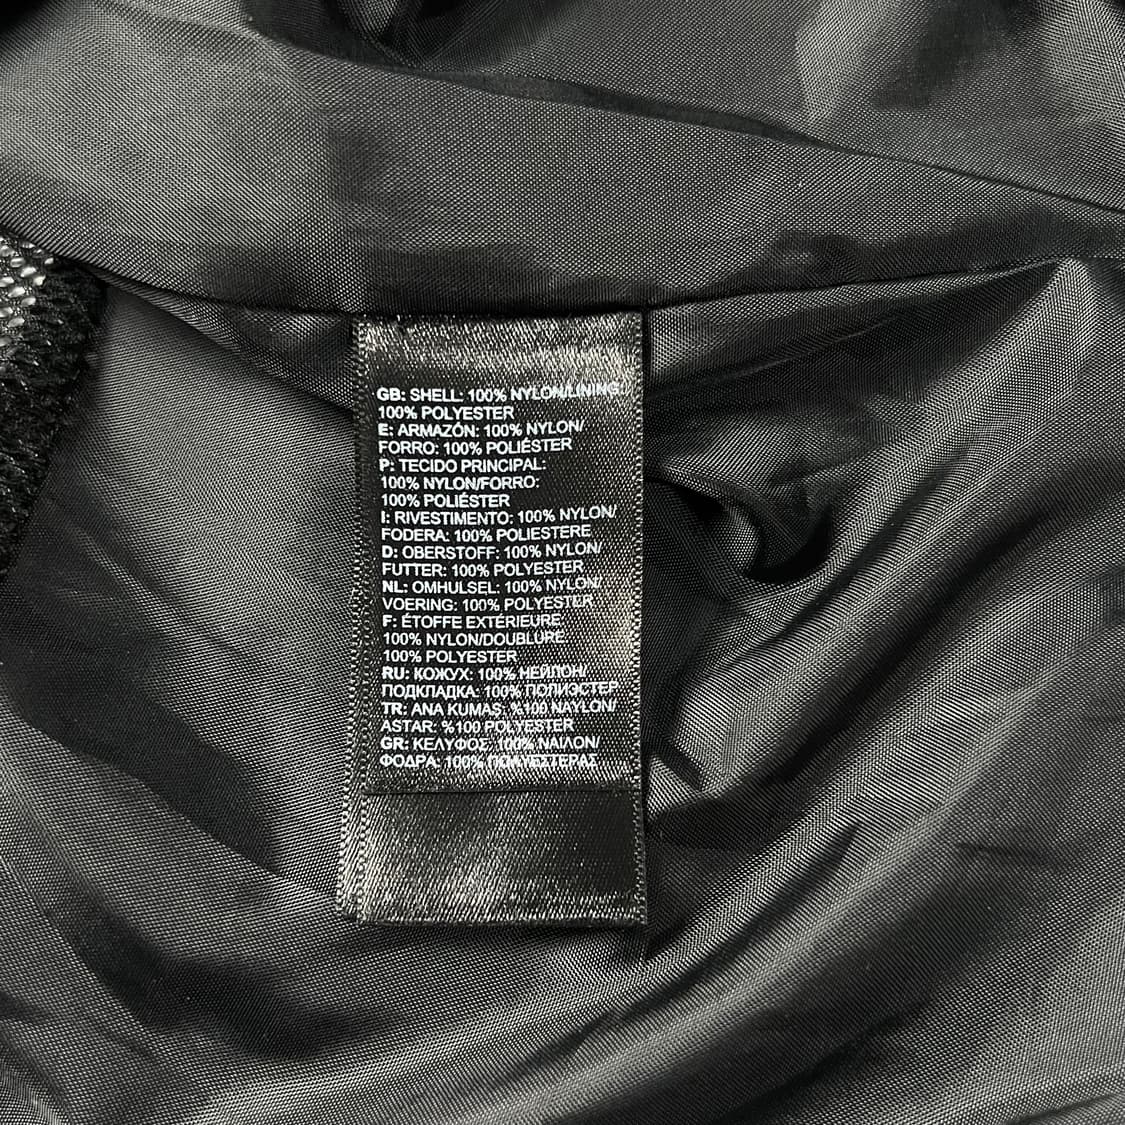 GB: SHELL: 100% NYLON/LINING:
100% POLYESTER
E: ARMAZÓN: 100% NYLON/
FORRO: 100% POLIÉSTER
P: TECIDO PRINCIPAL:
100% NYLON/FORRO:
100% POLIÉSTER
I: RIVESTIMENTO: 100% NYLON/
FODERA: 100% POLIESTERE
D: OBERSTOFF: 100% NYLON/
FUTTER: 100% POLYESTER
NL: OMHULSEL: 100% NYLON/
VOERING: 100% POLYESTER
F: ÉTOFFE EXTÉRIEURE:
100% NYLON/DOUBLURE:
100% POLYESTER
RU: КОЖУХ: 100% НЕЙЛОН/
ПОДКЛАДКА: 100% ПОЛИЭСТЕР
TR: ANA KUMAS: %100 NAYLON/
ASTAR: %100 POLYESTER
GR: ΚΕΛΥΦΟΣ: 100% ΝΑΙΛΟΝ/
ΦΟΔΡΑ: 100% ΠΟΛΥΕΣΤΕΡΑΣ